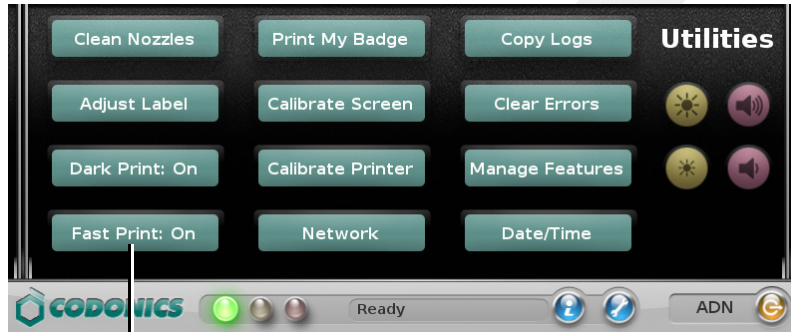 Clean Nozzles Print My Badge Copy Logs Utilities
Adjust Label Calibrate Screen Clear Errors
Dark Print: On Calibrate Printer Manage Features
Fast Print: On Network Date/Time
CODONICS Ready ADN